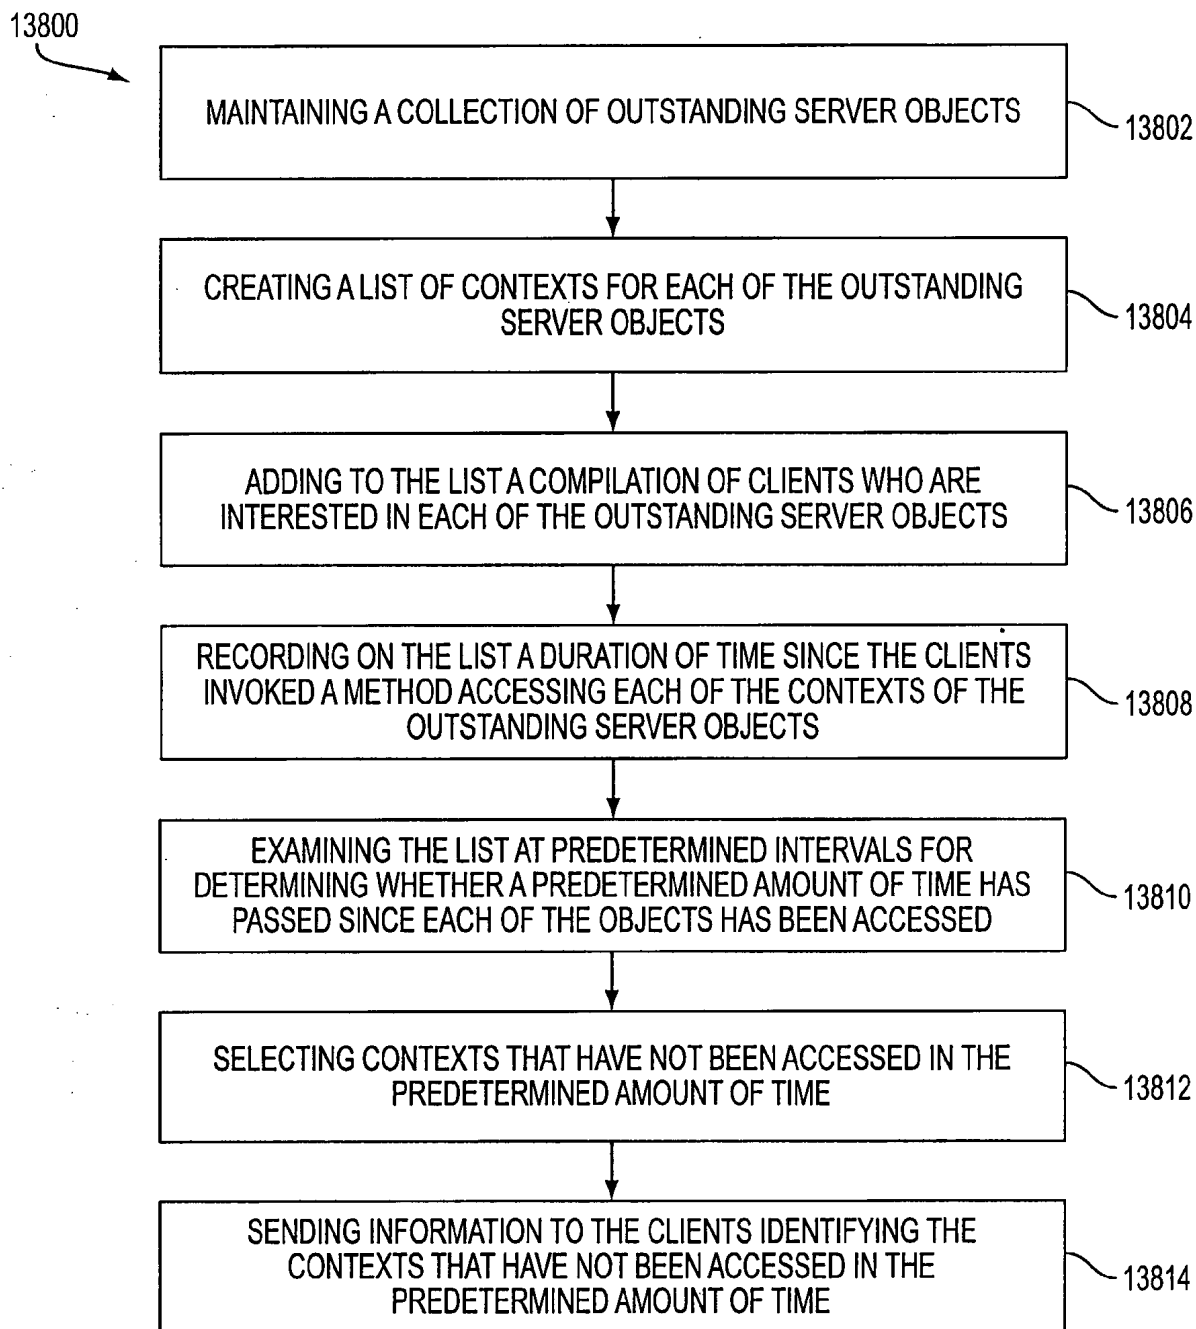 13800
MAINTAINING A COLLECTION OF OUTSTANDING SERVER OBJECTS
13802
CREATING A LIST OF CONTEXTS FOR EACH OF THE OUTSTANDING
SERVER OBJECTS
13804
ADDING TO THE LIST A COMPILATION OF CLIENTS WHO ARE
INTERESTED IN EACH OF THE OUTSTANDING SERVER OBJECTS
13806
RECORDING ON THE LIST A DURATION OF TIME SINCE THE CLIENTS
INVOKED A METHOD ACCESSING EACH OF THE CONTEXTS OF THE
OUTSTANDING SERVER OBJECTS
13808
EXAMINING THE LIST AT PREDETERMINED INTERVALS FOR
DETERMINING WHETHER A PREDETERMINED AMOUNT OF TIME HAS
PASSED SINCE EACH OF THE OBJECTS HAS BEEN ACCESSED
13810
SELECTING CONTEXTS THAT HAVE NOT BEEN ACCESSED IN THE
PREDETERMINED AMOUNT OF TIME
13812
SENDING INFORMATION TO THE CLIENTS IDENTIFYING THE
CONTEXTS THAT HAVE NOT BEEN ACCESSED IN THE
PREDETERMINED AMOUNT OF TIME
13814